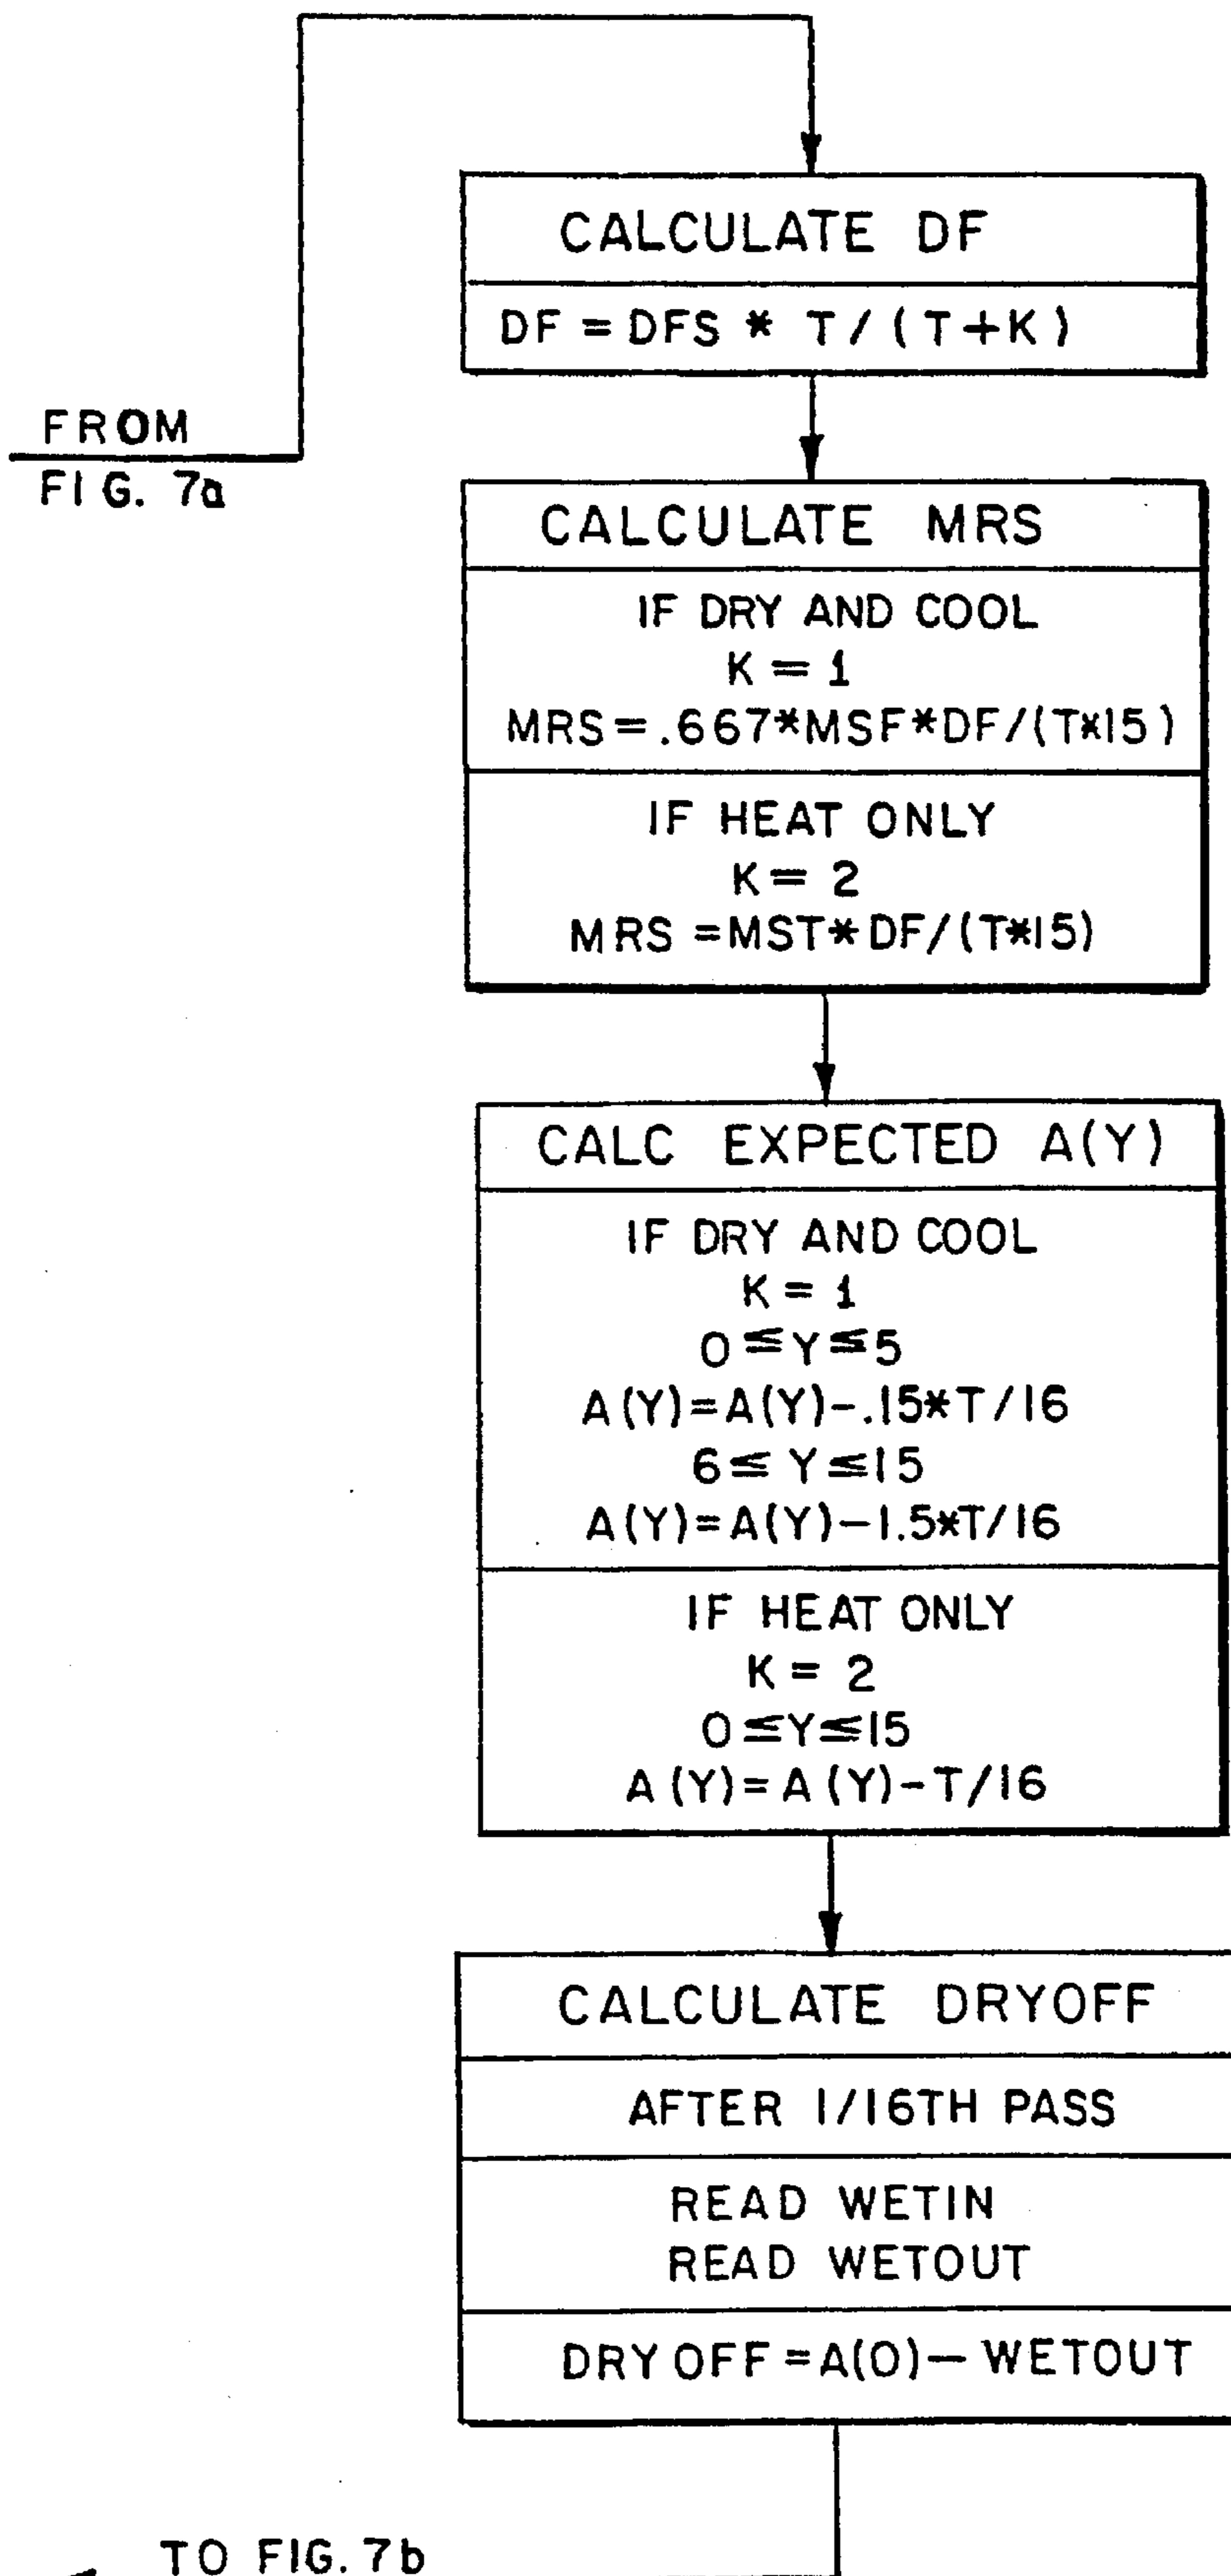 FROM
FIG. 7a
CALCULATE DF
DF = DFS * T / (T+K)
CALCULATE MRS
IF DRY AND COOL
K = 1
MRS = .667*MSF*DF/(T*15)
IF HEAT ONLY
K = 2
MRS = MST*DF/(T*15)
CALC EXPECTED A(Y)
IF DRY AND COOL
K = 1
0 ≦ Y ≦ 5
A(Y) = A(Y) - .15*T/16
6 ≦ Y ≦ 15
A(Y) = A(Y) - 1.5*T/16
IF HEAT ONLY
K = 2
0 ≦ Y ≦ 15
A(Y) = A(Y) - T/16
CALCULATE DRYOFF
AFTER 1/16TH PASS
READ WETIN
READ WETOUT
DRYOFF = A(0) - WETOUT
TO FIG. 7b